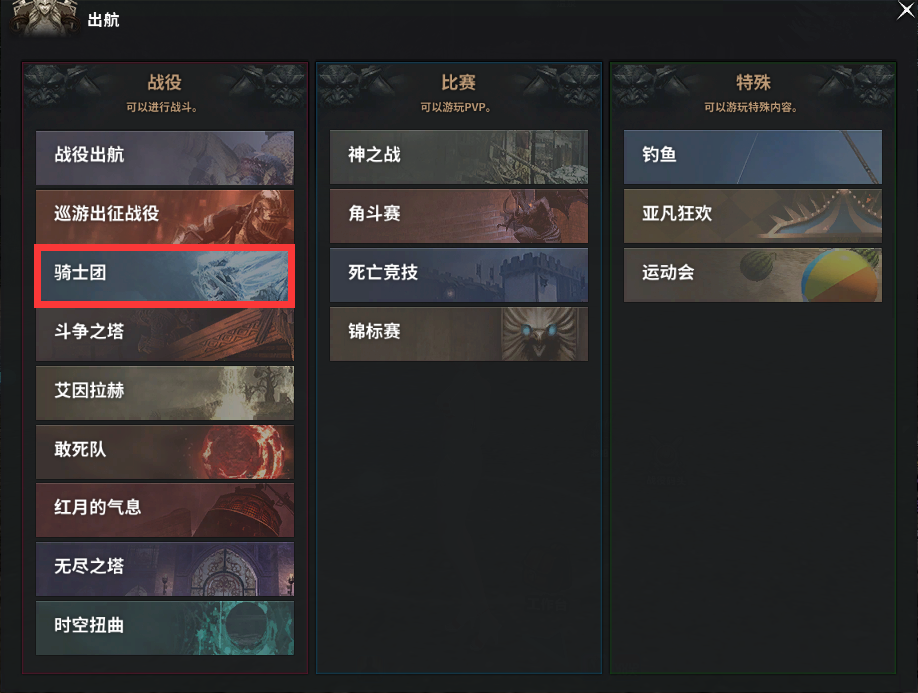 出航
战役
可以进行战斗。
战役出航
巡游出征战役
骑士团
斗争之塔
艾因拉赫
敢死队
红月的气息
无尽之塔
时空扭曲
比赛
可以游玩PVP。
神之战
角斗赛
死亡竞技
锦标赛
特殊
可以游玩特殊内容。
钓鱼
亚凡狂欢
运动会